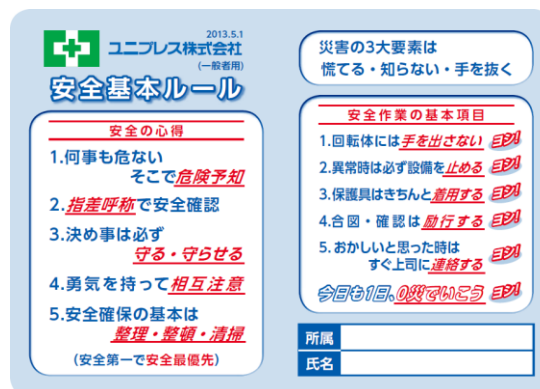 2013.5.1
ユニプレス株式会社
(一般者用)
安全基本ルール
安全の心得
1.何事も危ない
そこで危険予知
2.指差呼称で安全確認
3.決め事は必ず
守る・守らせる
4.勇気を持って相互注意
5.安全確保の基本は
整理・整頓・清掃
(安全第一で安全最優先)
災害の3大要素は
慌てる・知らない・手を抜く
安全作業の基本項目
1.回転体には手を出さない ヨシ!
2.異常時は必ず設備を止める ヨシ!
3.保護具はきちんと着用する ヨシ!
4.合図・確認は励行する ヨシ!
5.おかしいと思った時は
すぐ上司に連絡する ヨシ!
今日も1日、0災でいこう ヨシ!
所属
氏名